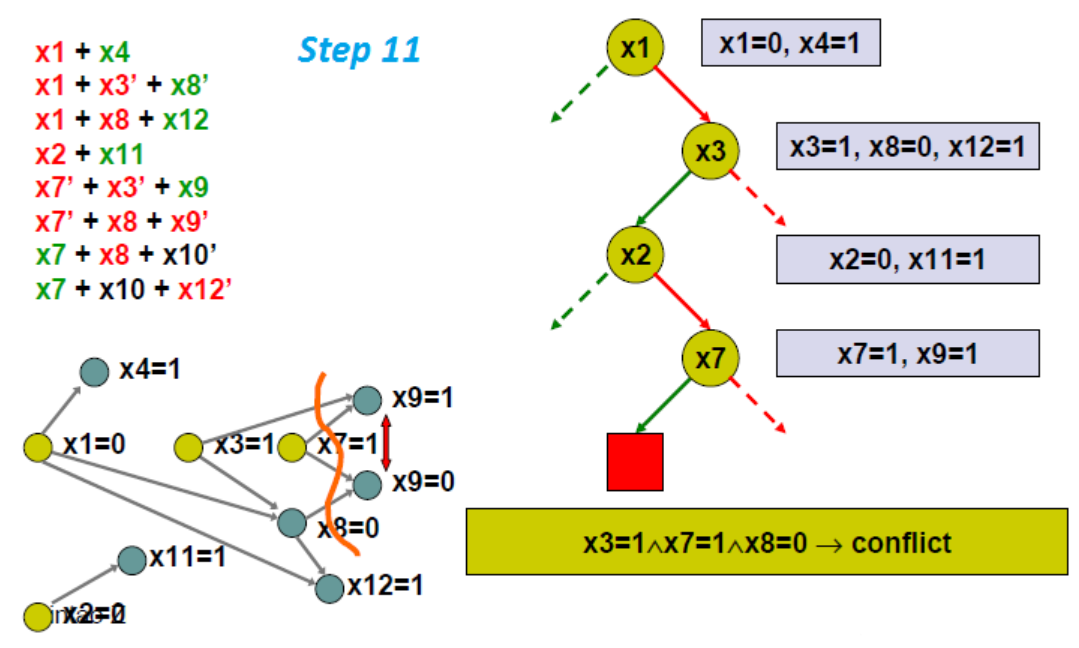 Step 11
x1 + x4
x1 + x3’ + x8’
x1 + x8 + x12
x2 + x11
x7’ + x3’ + x9
x7’ + x8 + x9’
x7 + x8 + x10’
x7 + x10 + x12’
x1
x1=0, x4=1
x3
x3=1, x8=0, x12=1
x2
x2=0, x11=1
x7
x7=1, x9=1
x4=1
x9=1
x1=0
x3=1
x7=1
x9=0
x8=0
x11=1
x12=1
x2=0
x3=1∧x7=1∧x8=0 → conflict